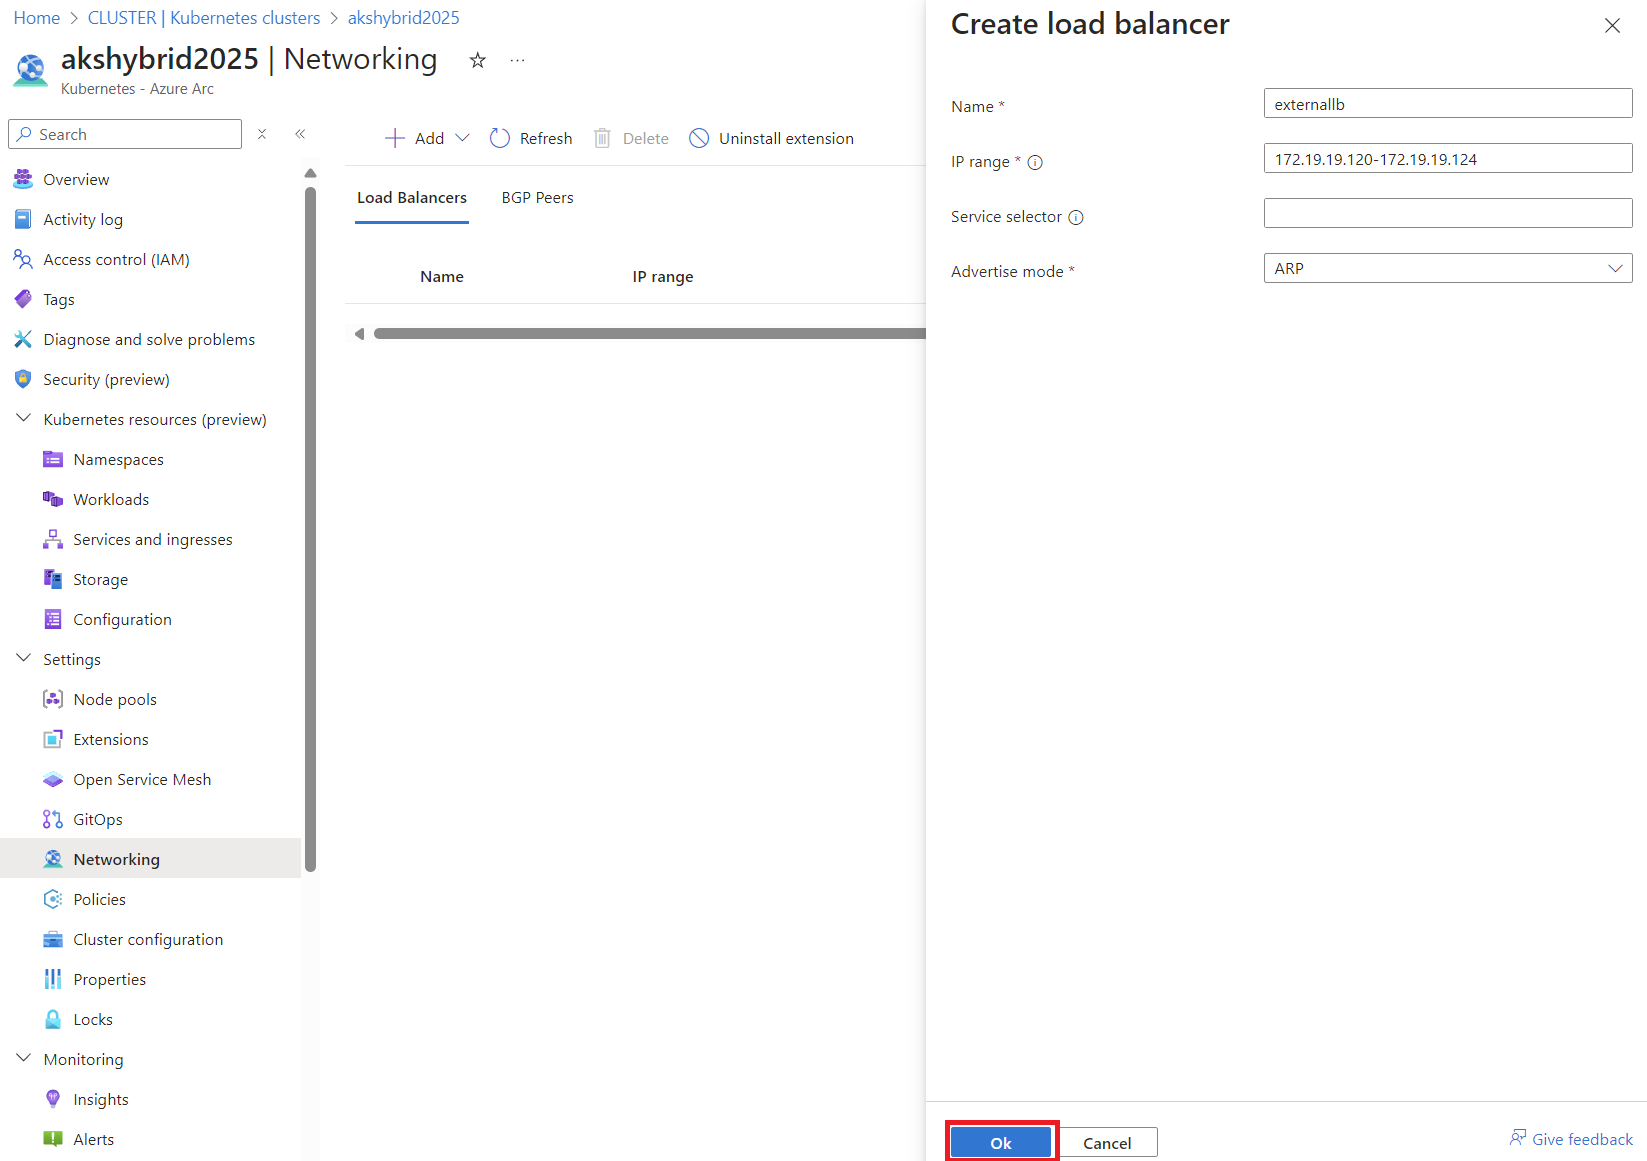 Home > CLUSTER | Kubernetes clusters > akshybrid2025
akshybrid2025 | Networking
Kubernetes - Azure Arc
Search
Overview
Activity log
Access control (IAM)
Tags
Diagnose and solve problems
Security (preview)
Kubernetes resources (preview)
Namespaces
Workloads
Services and ingresses
Storage
Configuration
Settings
Node pools
Extensions
Open Service Mesh
GitOps
Networking
Policies
Cluster configuration
Properties
Locks
Monitoring
Insights
Alerts
Add Refresh Delete Uninstall extension
Load Balancers BGP Peers
Name IP range
Create load balancer
Name * externallb
IP range * 172.19.19.120-172.19.19.124
Service selector
Advertise mode * ARP
Ok Cancel Give feedback